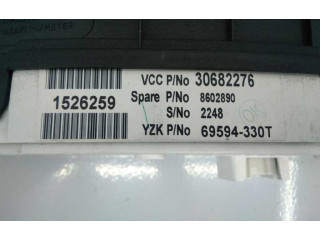 VCC P/No 30682276
1526259
Spare P/No 8602890
S/No 2248
YZK P/No 69594-330T